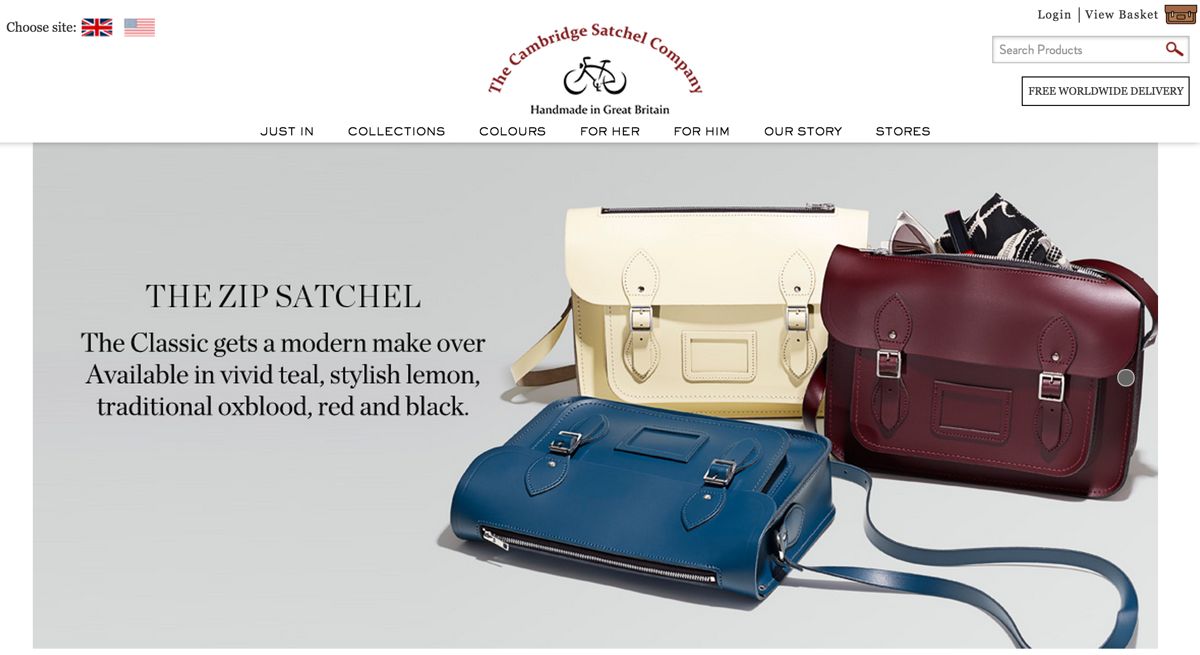 Choose site:
Login | View Basket
The Cambridge Satchel Company
Handmade in Great Britain
Search Products
FREE WORLDWIDE DELIVERY
JUST IN COLLECTIONS COLOURS FOR HER FOR HIM OUR STORY STORES
THE ZIP SATCHEL
The Classic gets a modern make over
Available in vivid teal, stylish lemon,
traditional oxblood, red and black.